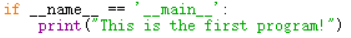 if __name__ == '__main__':
    print("This is the first program!")